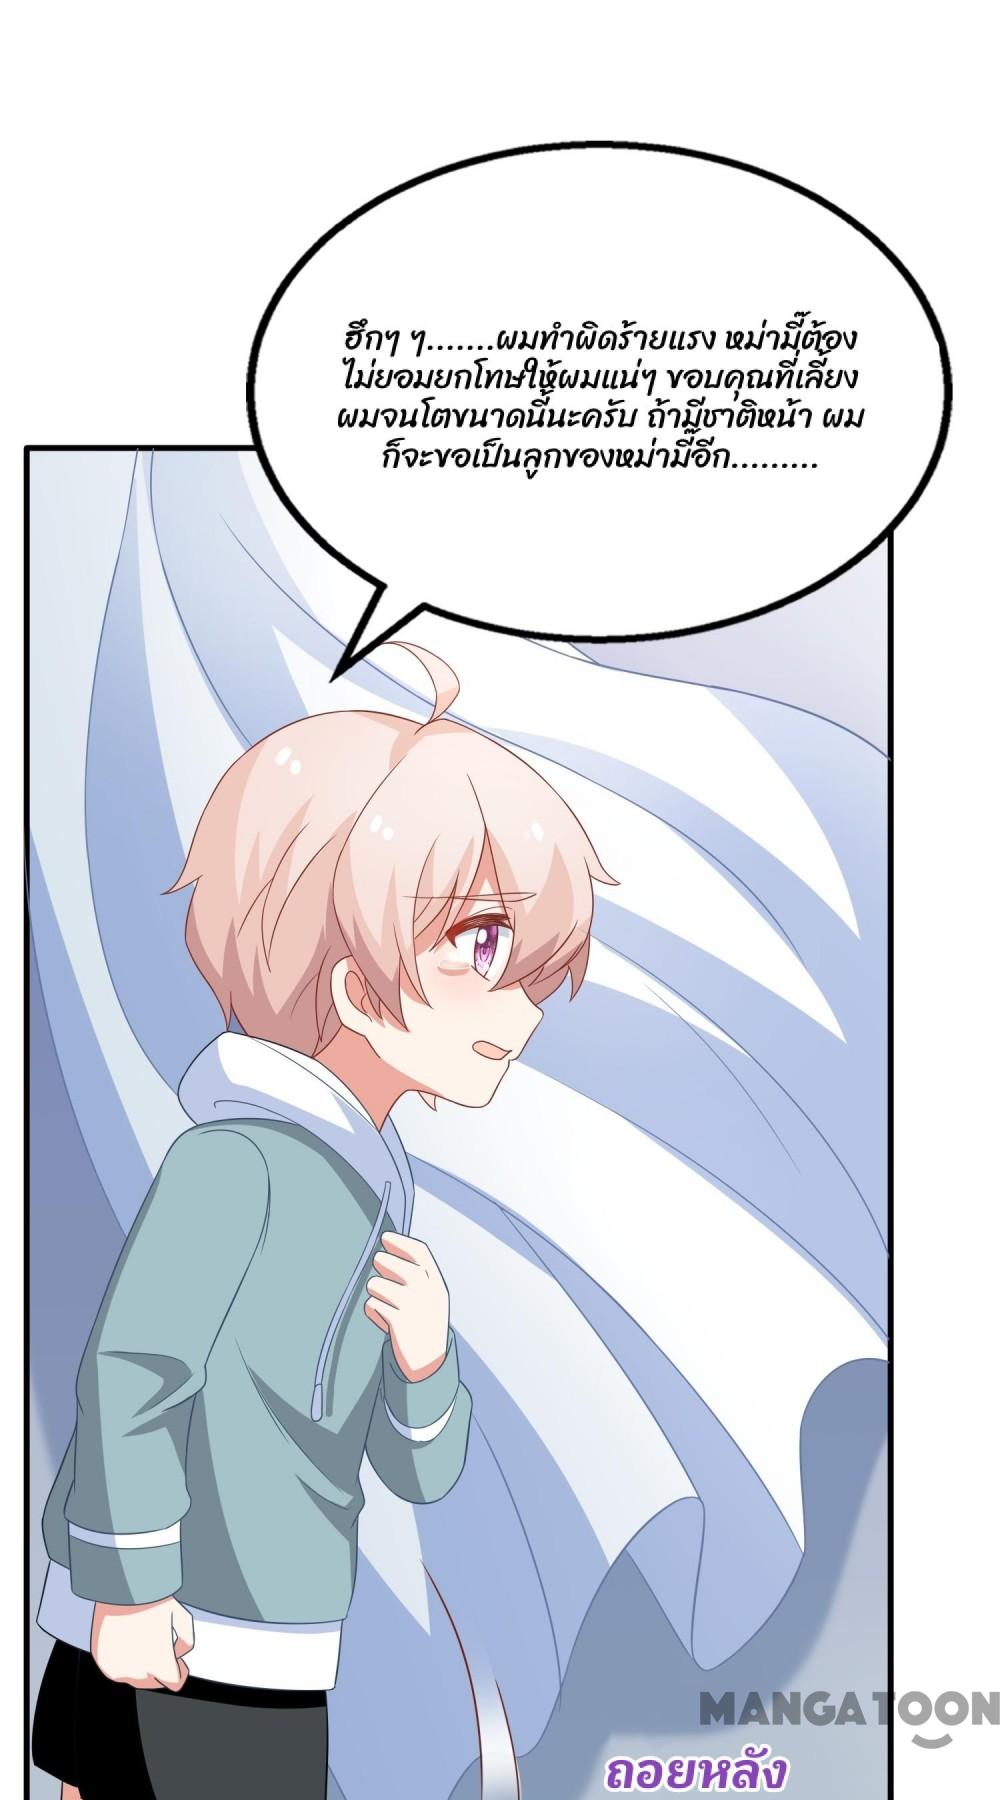 ฮึกๆ ๆ.......ผมทำผิดร้ายแรง หม่ามี๊ต้อง
ไม่ยอมยกโทษให้ผมแน่ๆ ขอบคุณที่เลี้ยง
ผมจนโตขนาดนี้นะครับ ถ้ามีชาติหน้า ผม
ก็จะขอเป็นลูกของหม่ามี๊อีก.........
MANGATOON
ถอยหลัง